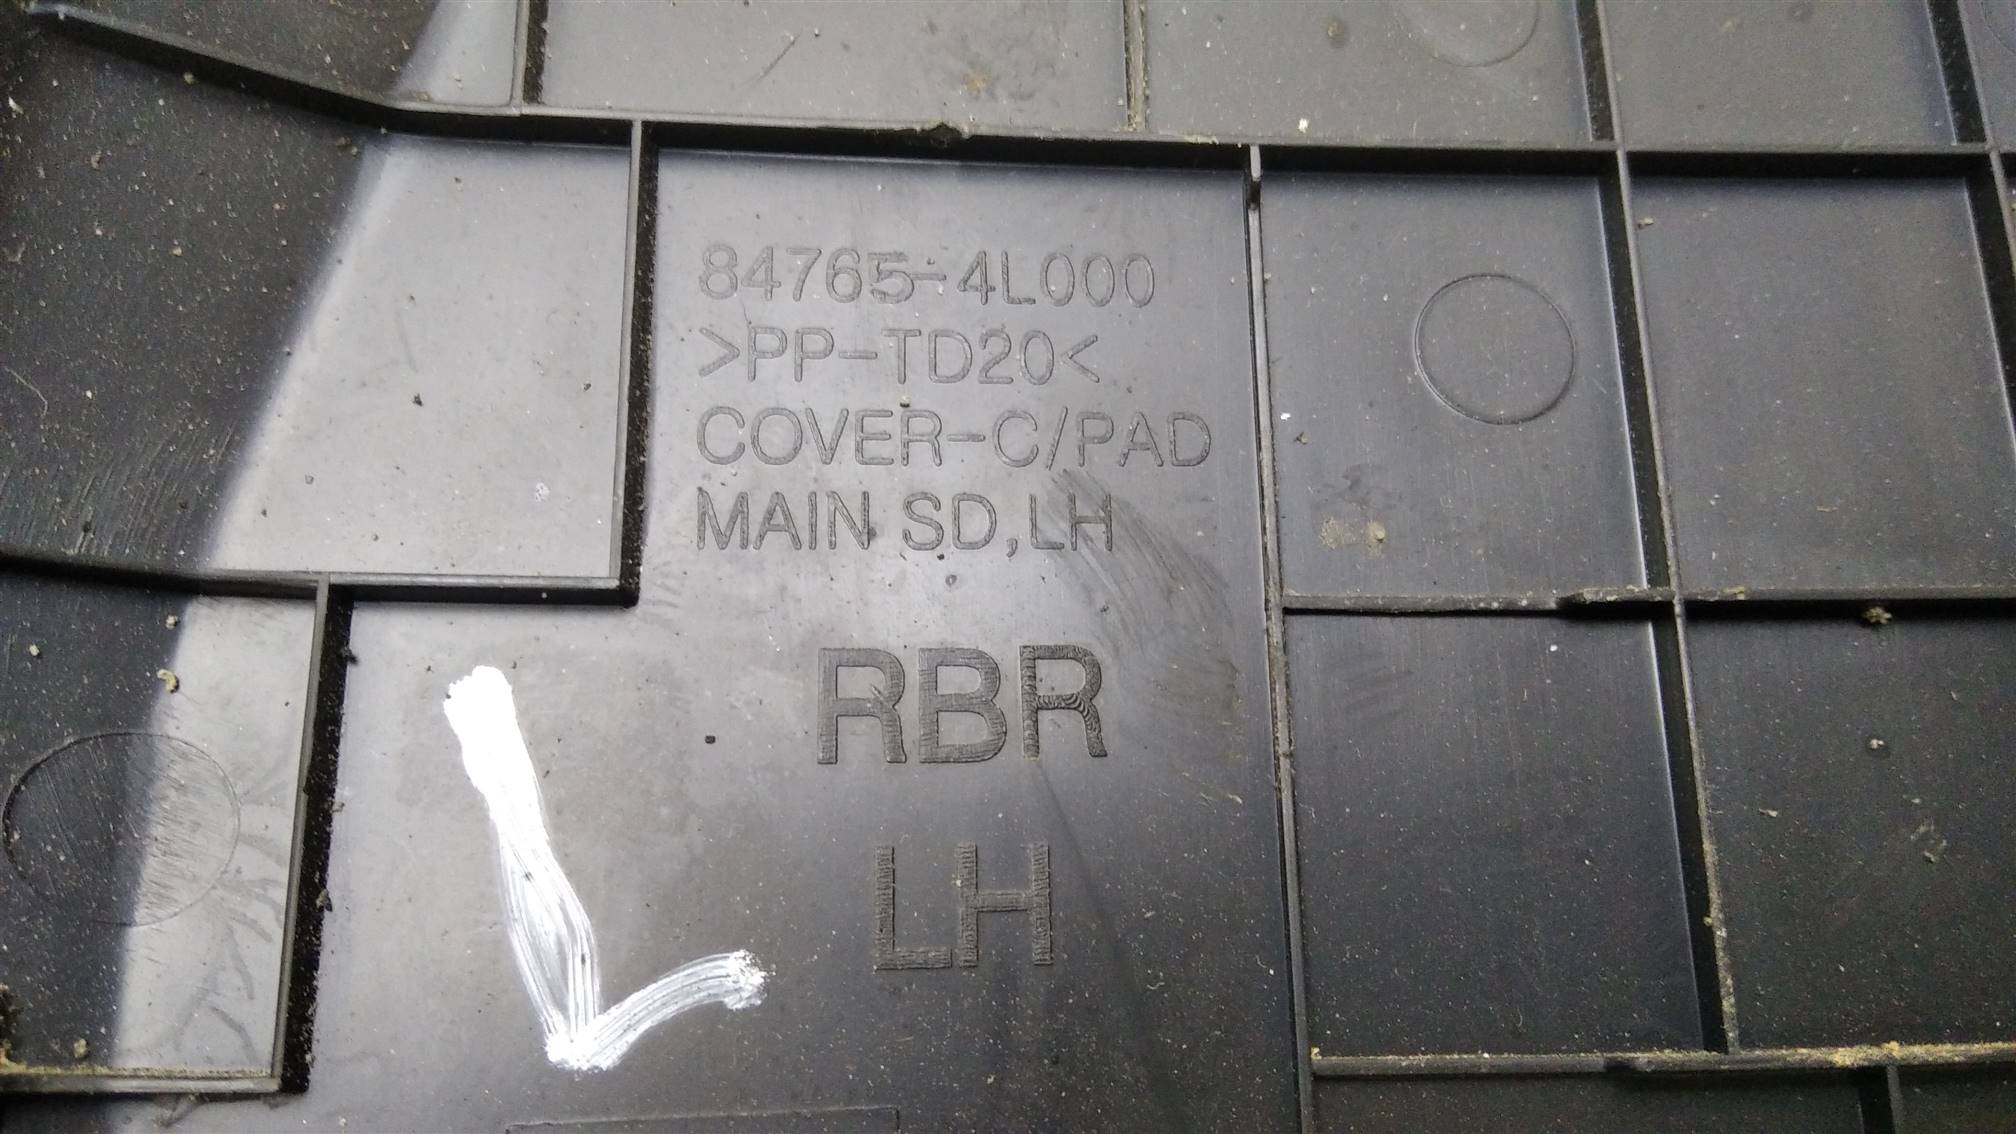 84765-4L000
>PP-TD20<
COVER-C/PAD
MAIN SD,LH
RBR
LH